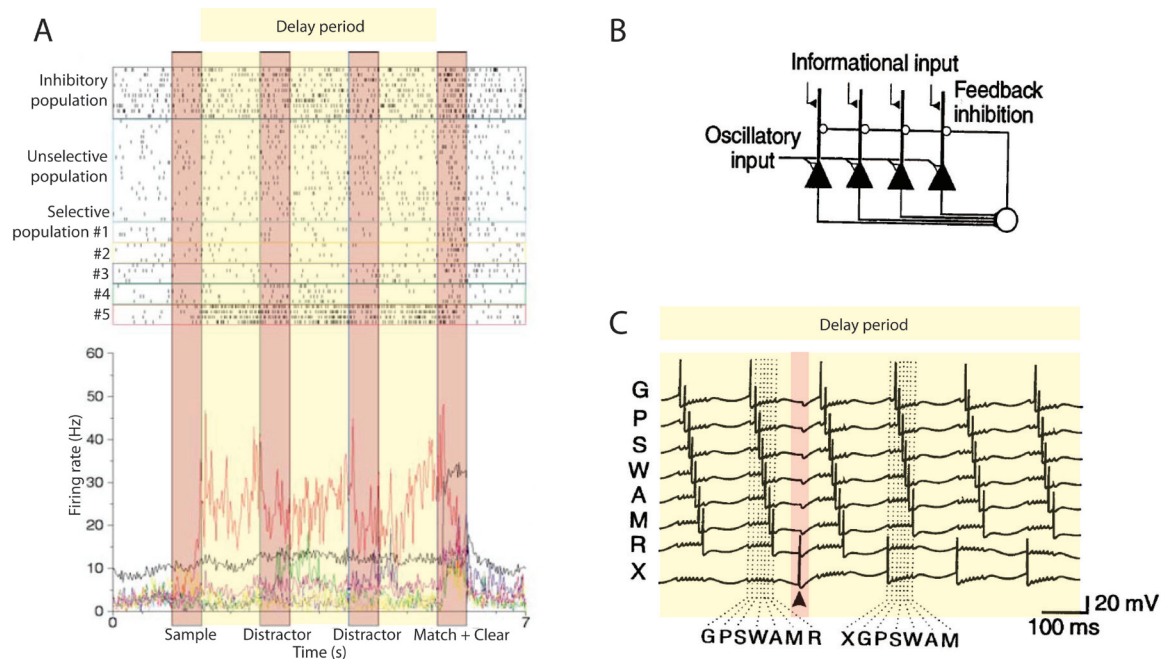 A
Delay period
Inhibitory
population
Unselective
population
Selective
population #1
#2
#3
#4
#5
60
50
40
30
20
10
0
Firing rate (Hz)
0
7
Sample
Distractor
Distractor
Match + Clear
Time (s)
B
Informational input
Feedback
inhibition
Oscillatory
input
C
Delay period
G
P
S
W
A
M
R
X
GPSWAMR
XGPSWAM
20 mV
100 ms